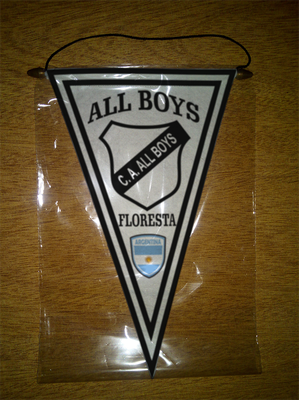 ALL BOYS
C. A. ALL BOYS
FLORESTA
ARGENTINA